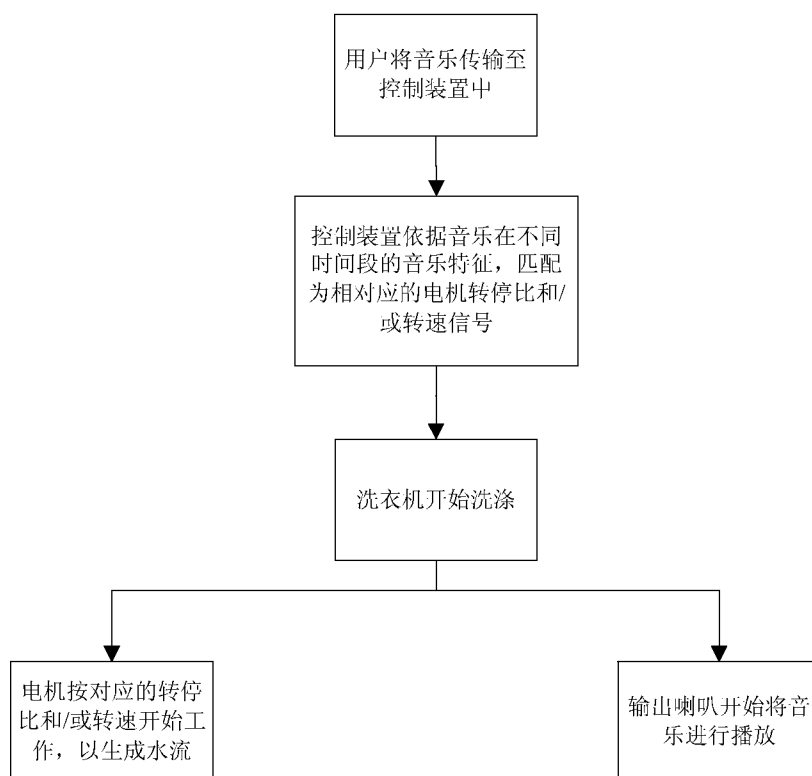 用户将音乐传输至
控制装置中
控制装置依据音乐在不同
时间段的音乐特征，匹配
为相对应的电机转停比和/
或转速信号
洗衣机开始洗涤
电机按对应的转停
比和/或转速开始工
作，以生成水流
输出喇叭开始将音
乐进行播放